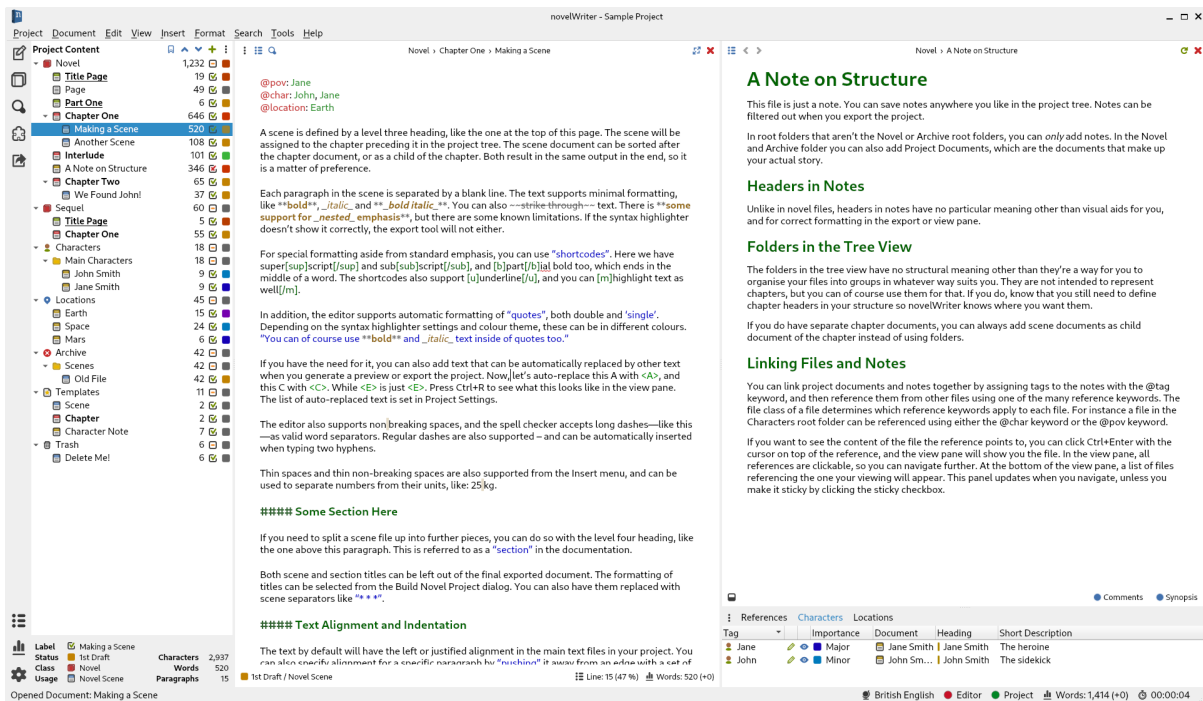 novelWriter - Sample Project
Project Document Edit View Insert Format Search Tools Help
Project Content
Novel 1,232
Title Page 19
Page 49
Part One 6
Chapter One 646
Making a Scene 520
Another Scene 108
Interlude 101
A Note on Structure 346
Chapter Two 65
We Found John! 37
Sequel 60
Title Page 5
Chapter One 55
Characters 18
Main Characters 18
John Smith 9
Jane Smith 9
Locations 45
Earth 15
Space 24
Mars 6
Archive 42
Scenes 42
Old File 42
Templates 11
Scene 2
Chapter 2
Character Note 7
Trash 6
Delete Me! 6
Label Making a Scene
Status 1st Draft Characters 2,937
Class Novel Words 520
Usage Novel Scene Paragraphs 15
Novel › Chapter One › Making a Scene
@pov: Jane
@char: John, Jane
@location: Earth
A scene is defined by a level three heading, like the one at the top of this page. The scene will be
assigned to the chapter preceding it in the project tree. The scene document can be sorted after
the chapter document, or as a child of the chapter. Both result in the same output in the end, so it
is a matter of preference.
Each paragraph in the scene is separated by a blank line. The text supports minimal formatting,
like **bold**, _italic_ and **_bold italic_**. You can also ~~strike through~~ text. There is **some
support for _nested_ emphasis**, but there are some known limitations. If the syntax highlighter
doesn't show it correctly, the export tool will not either.
For special formatting aside from standard emphasis, you can use “shortcodes”. Here we have
super[sup]script[/sup] and sub[sub]script[/sub], and [b]part[/b]ial bold too, which ends in the
middle of a word. The shortcodes also support [u]underline[/u], and you can [m]highlight text as
well[/m].
In addition, the editor supports automatic formatting of “quotes”, both double and ‘single’.
Depending on the syntax highlighter settings and colour theme, these can be in different colours.
“You can of course use **bold** and _italic_ text inside of quotes too.”
If you have the need for it, you can also add text that can be automatically replaced by other text
when you generate a preview or export the project. Now, let’s auto-replace this A with <A>, and
this C with <C>. While <E> is just <E>. Press Ctrl+R to see what this looks like in the view pane.
The list of auto-replaced text is set in Project Settings.
The editor also supports non breaking spaces, and the spell checker accepts long dashes—like this
—as valid word separators. Regular dashes are also supported – and can be automatically inserted
when typing two hyphens.
Thin spaces and thin non-breaking spaces are also supported from the Insert menu, and can be
used to separate numbers from their units, like: 25 kg.
#### Some Section Here
If you need to split a scene file up into further pieces, you can do so with the level four heading, like
the one above this paragraph. This is referred to as a “section” in the documentation.
Both scene and section titles can be left out of the final exported document. The formatting of
titles can be selected from the Build Novel Project dialog. You can also have them replaced with
scene separators like “* * *”.
#### Text Alignment and Indentation
The text by default will have the left or justified alignment in the main text files in your project. You
can also specify alignment for a specific paragraph by “pushing” it away from an edge with a set of
1st Draft / Novel Scene Line: 15 (47 %) Words: 520 (+0)
Novel › A Note on Structure
A Note on Structure
This file is just a note. You can save notes anywhere you like in the project tree. Notes can be
filtered out when you export the project.
In root folders that aren’t the Novel or Archive root folders, you can only add notes. In the Novel
and Archive folder you can also add Project Documents, which are the documents that make up
your actual story.
Headers in Notes
Unlike in novel files, headers in notes have no particular meaning other than visual aids for you,
and for correct formatting in the export or view pane.
Folders in the Tree View
The folders in the tree view have no structural meaning other than they’re a way for you to
organise your files into groups in whatever way suits you. They are not intended to represent
chapters, but you can of course use them for that. If you do, know that you still need to define
chapter headers in your structure so novelWriter knows where you want them.
If you do have separate chapter documents, you can always add scene documents as child
document of the chapter instead of using folders.
Linking Files and Notes
You can link project documents and notes together by assigning tags to the notes with the @tag
keyword, and then reference them from other files using one of the many reference keywords. The
file class of a file determines which reference keywords apply to each file. For instance a file in the
Characters root folder can be referenced using either the @char keyword or the @pov keyword.
If you want to see the content of the file the reference points to, you can click Ctrl+Enter with the
cursor on top of the reference, and the view pane will show you the file. In the view pane, all
references are clickable, so you can navigate further. At the bottom of the view pane, a list of files
referencing the one your viewing will appear. This panel updates when you navigate, unless you
make it sticky by clicking the sticky checkbox.
Comments Synopsis
References Characters Locations
Tag Importance Document Heading Short Description
Jane Major Jane Smith Jane Smith The heroine
John Minor John Sm... John Smith The sidekick
Opened Document: Making a Scene
British English Editor Project Words: 1,414 (+0) 00:00:04